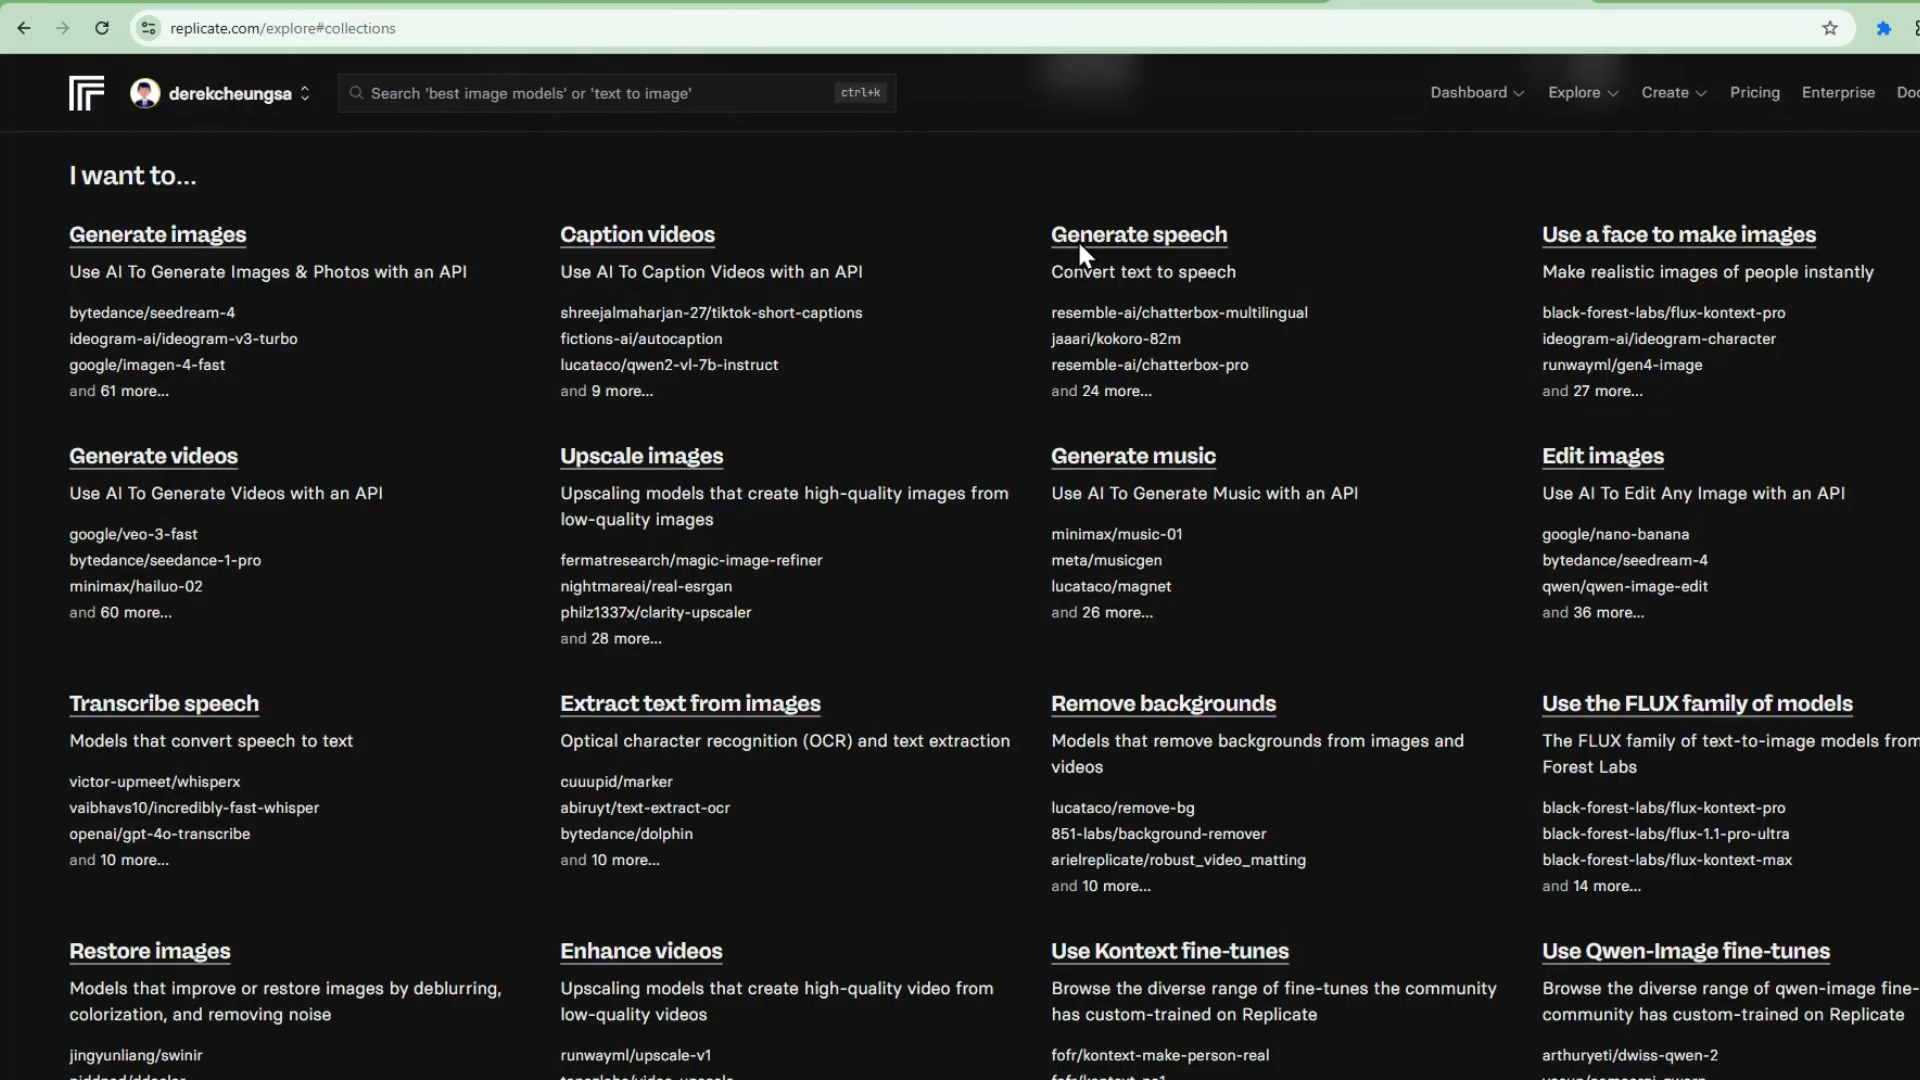 replicate.com/explore#collections
derekcheungsa
Search 'best image models' or 'text to image'
ctrl+k
Dashboard
Explore
Create
Pricing
Enterprise
I want to...
Generate images
Use AI To Generate Images & Photos with an API
bytedance/seedream-4
ideogram-ai/ideogram-v3-turbo
google/imagen-4-fast
and 61 more...
Caption videos
Use AI To Caption Videos with an API
shreejalmaharjan-27/tiktok-short-captions
fictions-ai/autocaption
lucataco/qwen2-vl-7b-instruct
and 9 more...
Generate speech
Convert text to speech
resemble-ai/chatterbox-multilingual
jaaari/kokoro-82m
resemble-ai/chatterbox-pro
and 24 more...
Use a face to make images
Make realistic images of people instantly
black-forest-labs/flux-kontext-pro
ideogram-ai/ideogram-character
runwayml/gen4-image
and 27 more...
Generate videos
Use AI To Generate Videos with an API
google/veo-3-fast
bytedance/seedance-1-pro
minimax/hailuo-02
and 60 more...
Upscale images
Upscaling models that create high-quality images from
low-quality images
fermatresearch/magic-image-refiner
nightmareai/real-esrgan
philz1337x/clarity-upscaler
and 28 more...
Generate music
Use AI To Generate Music with an API
minimax/music-01
meta/musicgen
lucataco/magnet
and 26 more...
Edit images
Use AI To Edit Any Image with an API
google/nano-banana
bytedance/seedream-4
qwen/qwen-image-edit
and 36 more...
Transcribe speech
Models that convert speech to text
victor-upmeet/whisperx
vaibhavs10/incredibly-fast-whisper
openai/gpt-4o-transcribe
and 10 more...
Extract text from images
Optical character recognition (OCR) and text extraction
cuuupid/marker
abiruyt/text-extract-ocr
bytedance/dolphin
and 10 more...
Remove backgrounds
Models that remove backgrounds from images and
videos
lucataco/remove-bg
851-labs/background-remover
arielreplicate/robust_video_matting
and 10 more...
Use the FLUX family of models
The FLUX family of text-to-image models from
Forest Labs
black-forest-labs/flux-kontext-pro
black-forest-labs/flux-1.1-pro-ultra
black-forest-labs/flux-kontext-max
and 14 more...
Restore images
Models that improve or restore images by deblurring,
colorization, and removing noise
jingyunliang/swinir
Enhance videos
Upscaling models that create high-quality video from
low-quality videos
runwayml/upscale-v1
Use Kontext fine-tunes
Browse the diverse range of fine-tunes the community
has custom-trained on Replicate
fofr/kontext-make-person-real
Use Qwen-Image fine-tunes
Browse the diverse range of qwen-image fine-
community has custom-trained on Replicate
arthuryeti/dwiss-qwen-2